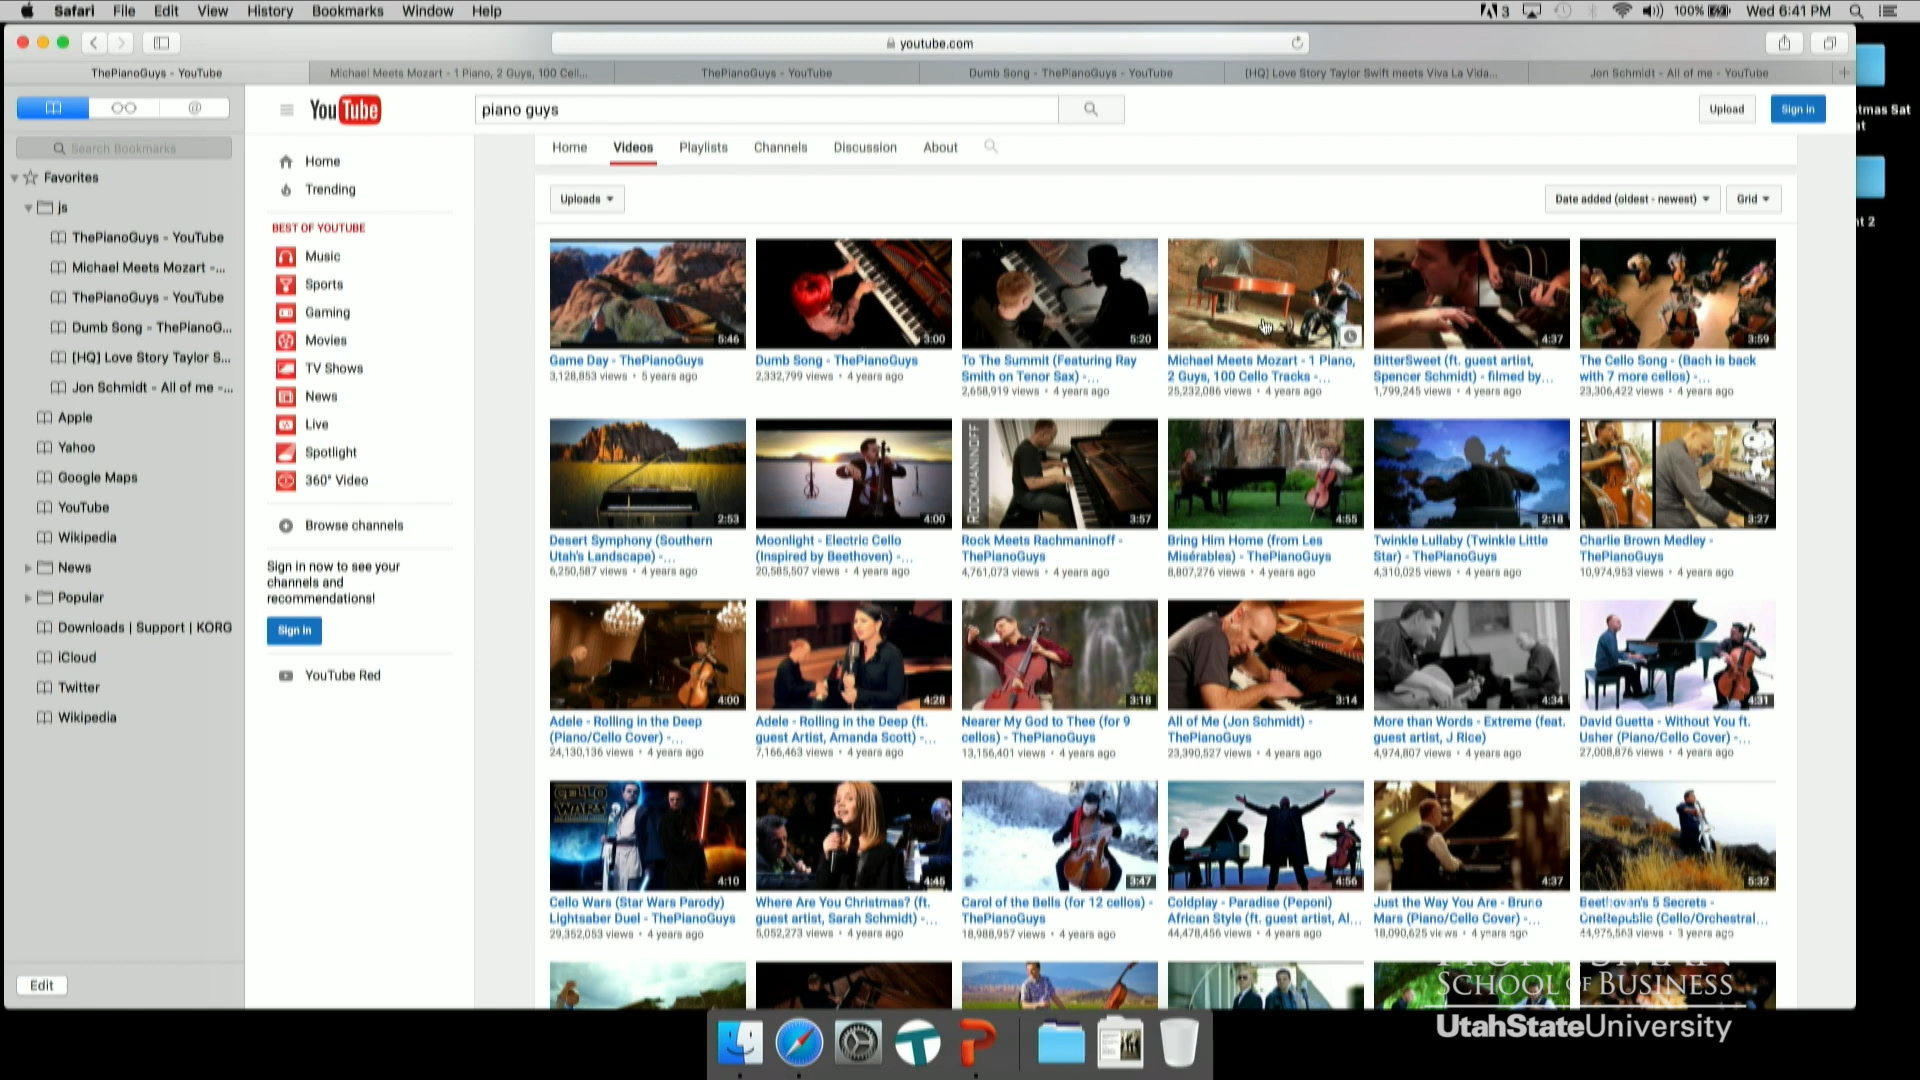 Safari File Edit View History Bookmarks Window Help
3 100% Wed 6:41 PM
youtube.com
ThePianoGuys - YouTube
Michael Meets Mozart - 1 Piano, 2 Guys, 100 Cell...
ThePianoGuys - YouTube
Dumb Song - ThePianoGuys - YouTube
[HQ] Love Story Taylor Swift meets Viva La Vida...
Jon Schmidt - All of me - YouTube
Search Bookmarks
Favorites
js
ThePianoGuys - YouTube
Michael Meets Mozart -...
ThePianoGuys - YouTube
Dumb Song - ThePianoG...
[HQ] Love Story Taylor S...
Jon Schmidt - All of me -...
Apple
Yahoo
Google Maps
YouTube
Wikipedia
News
Popular
Downloads | Support | KORG
iCloud
Twitter
Wikipedia
Edit
YouTube
piano guys
Upload
Sign in
Home
Trending
BEST OF YOUTUBE
Music
Sports
Gaming
Movies
TV Shows
News
Live
Spotlight
360° Video
Browse channels
Sign in now to see your
channels and
recommendations!
Sign in
YouTube Red
Home Videos Playlists Channels Discussion About
Uploads
Date added (oldest - newest)
Grid
5:46
Game Day - ThePianoGuys
3,128,853 views • 5 years ago
3:00
Dumb Song - ThePianoGuys
2,332,799 views • 4 years ago
5:20
To The Summit (Featuring Ray
Smith on Tenor Sax) -...
2,658,919 views • 4 years ago
Michael Meets Mozart - 1 Piano,
2 Guys, 100 Cello Tracks -...
25,232,086 views • 4 years ago
4:37
BitterSweet (ft. guest artist,
Spencer Schmidt) - filmed by...
1,799,245 views • 4 years ago
3:59
The Cello Song - (Bach is back
with 7 more cellos) -...
23,306,422 views • 4 years ago
2:53
Desert Symphony (Southern
Utah's Landscape) -...
6,250,587 views • 4 years ago
4:00
Moonlight - Electric Cello
(Inspired by Beethoven) -...
20,585,507 views • 4 years ago
ROCKMANINOFF
3:57
Rock Meets Rachmaninoff -
ThePianoGuys
4,761,073 views • 4 years ago
4:55
Bring Him Home (from Les
Misérables) - ThePianoGuys
8,807,276 views • 4 years ago
2:18
Twinkle Lullaby (Twinkle Little
Star) - ThePianoGuys
4,310,025 views • 4 years ago
3:27
Charlie Brown Medley -
ThePianoGuys
10,974,953 views • 4 years ago
4:00
Adele - Rolling in the Deep
(Piano/Cello Cover) -...
24,130,136 views • 4 years ago
4:28
Adele - Rolling in the Deep (ft.
guest Artist, Amanda Scott) -...
7,166,463 views • 4 years ago
3:18
Nearer My God to Thee (for 9
cellos) - ThePianoGuys
13,156,401 views • 4 years ago
3:14
All of Me (Jon Schmidt) -
ThePianoGuys
23,390,527 views • 4 years ago
4:34
More than Words - Extreme (feat.
guest artist, J Rice)
4,974,807 views • 4 years ago
4:31
David Guetta - Without You ft.
Usher (Piano/Cello Cover) -...
27,008,876 views • 4 years ago
CELLO
WARS
4:10
Cello Wars (Star Wars Parody)
Lightsaber Duel - ThePianoGuys
29,352,053 views • 4 years ago
4:45
Where Are You Christmas? (ft.
guest artist, Sarah Schmidt) -...
5,052,273 views • 4 years ago
3:47
Carol of the Bells (for 12 cellos) -
ThePianoGuys
18,988,957 views • 4 years ago
4:56
Coldplay - Paradise (Peponi)
African Style (ft. guest artist, Al...
44,478,456 views • 4 years ago
4:37
Just the Way You Are - Bruno
Mars (Piano/Cello Cover) -...
18,090,625 views • 4 years ago
5:32
Beethoven's 5 Secrets -
OneRepublic (Cello/Orchestral...
44,975,563 views • 3 years ago
SCHOOL OF BUSINESS
UtahStateUniversity
tmas Sat
t 2